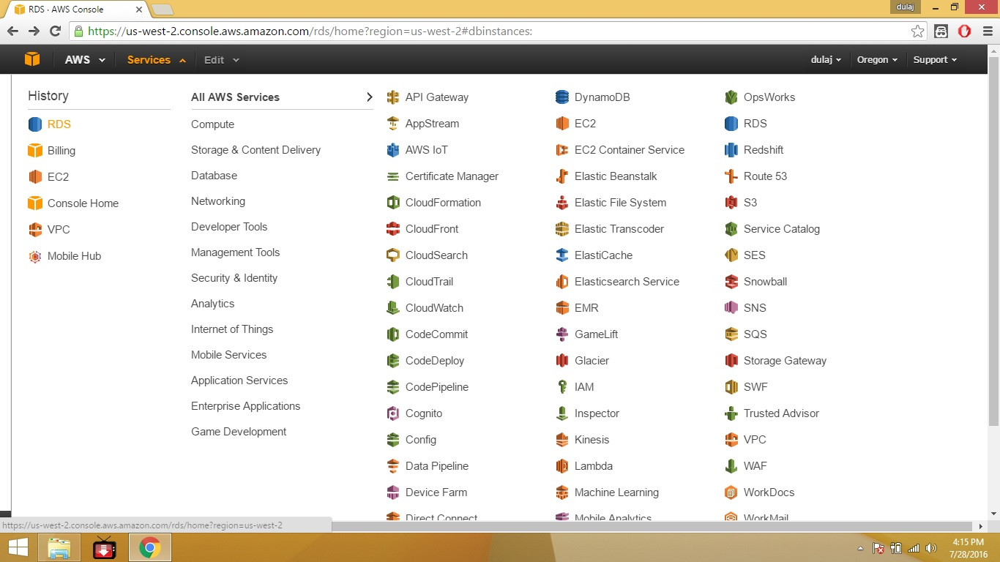 RDS · AWS Console
dulaj
https://us-west-2.console.aws.amazon.com/rds/home?region=us-west-2#dbinstances:
AWS
Services
Edit
dulaj
Oregon
Support
History
RDS
Billing
EC2
Console Home
VPC
Mobile Hub
All AWS Services
Compute
Storage & Content Delivery
Database
Networking
Developer Tools
Management Tools
Security & Identity
Analytics
Internet of Things
Mobile Services
Application Services
Enterprise Applications
Game Development
API Gateway
AppStream
AWS IoT
Certificate Manager
CloudFormation
CloudFront
CloudSearch
CloudTrail
CloudWatch
CodeCommit
CodeDeploy
CodePipeline
Cognito
Config
Data Pipeline
Device Farm
Direct Connect
DynamoDB
EC2
EC2 Container Service
Elastic Beanstalk
Elastic File System
Elastic Transcoder
ElastiCache
Elasticsearch Service
EMR
GameLift
Glacier
IAM
Inspector
Kinesis
Lambda
Machine Learning
Mobile Analytics
OpsWorks
RDS
Redshift
Route 53
S3
Service Catalog
SES
Snowball
SNS
SQS
Storage Gateway
SWF
Trusted Advisor
VPC
WAF
WorkDocs
WorkMail
https://us-west-2.console.aws.amazon.com/rds/home?region=us-west-2
4:15 PM
7/28/2016